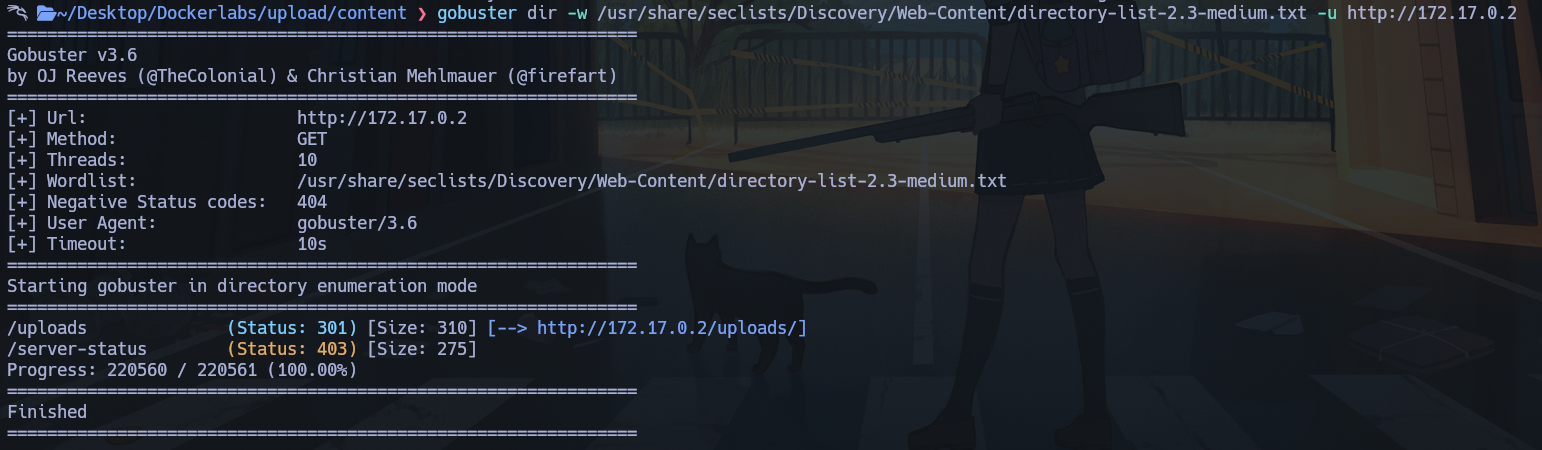 ~/Desktop/Dockerlabs/upload/content ❯ gobuster dir -w /usr/share/seclists/Discovery/Web-Content/directory-list-2.3-medium.txt -u http://172.17.0.2
===============================================================
Gobuster v3.6
by OJ Reeves (@TheColonial) & Christian Mehlmauer (@firefart)
===============================================================
[+] Url:                     http://172.17.0.2
[+] Method:                  GET
[+] Threads:                 10
[+] Wordlist:                /usr/share/seclists/Discovery/Web-Content/directory-list-2.3-medium.txt
[+] Negative Status codes:   404
[+] User Agent:              gobuster/3.6
[+] Timeout:                 10s
===============================================================
Starting gobuster in directory enumeration mode
===============================================================
/uploads              (Status: 301) [Size: 310] [--> http://172.17.0.2/uploads/]
/server-status        (Status: 403) [Size: 275]
Progress: 220560 / 220561 (100.00%)
===============================================================
Finished
===============================================================